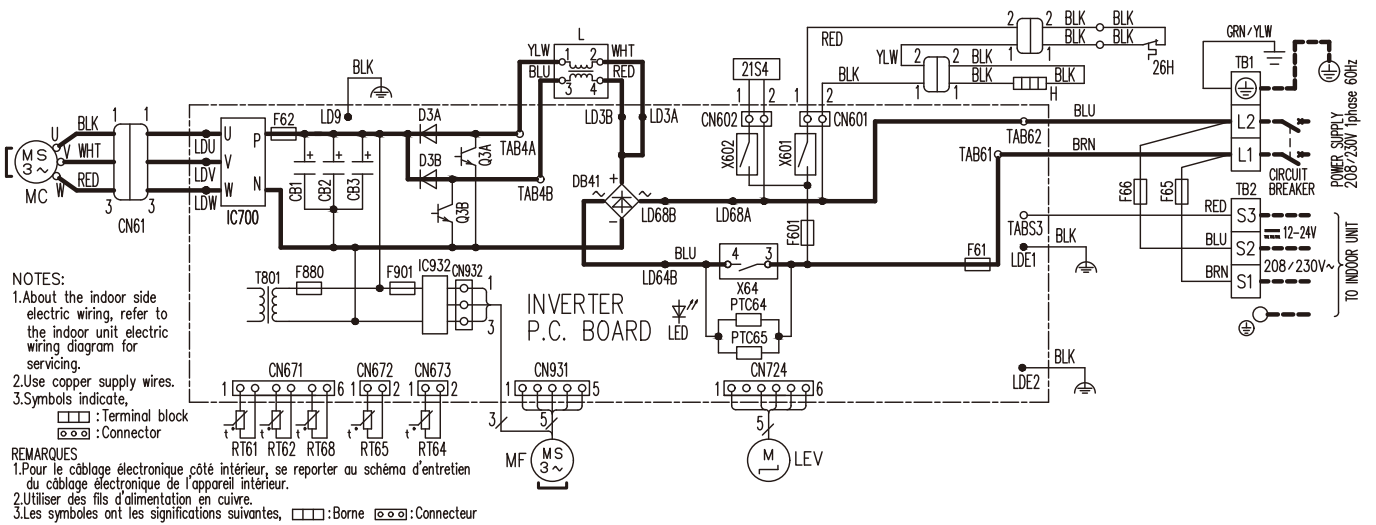 L
YLW 1 2 WHT
BLU 3 4 RED
BLK
LD9
MC
MS
3~
U
V
W
BLK
WHT
RED
1 1
3 3
CN61
LDU
LDV
LDW
U
V
W
P
N
IC700
F62
+ + +
CB1
CB2
CB3
D3A
D3B
Q3A
Q3B
TAB4A
TAB4B
LD3B
LD3A
DB41
+
~ ~
−
LD68B
LD68A
LD64B
BLU
4 3
X64
PTC64
PTC65
LED
21S4
1 2
CN602
X602
1 2
CN601
X601
F601
F61
RED
BLK
YLW
2 2
1 1
BLK
BLK
H
BLK
2 2
1 1
BLK BLK
BLK BLK
26H
BLU
TAB62
TAB61
BRN
GRN/YLW
TB1
L2
L1
CIRCUIT
BREAKER
POWER SUPPLY
208/230V 1phase 60Hz
F66
F65
TB2
RED
S3
BLU
S2
BRN
S1
12-24V
208/230V~
TO INDOOR UNIT
TABS3
LDE1
BLK
LDE2
BLK
T801
F880
F901
IC932
CN932
1
3
INVERTER
P.C. BOARD
CN671
1 6
CN672
1 2
CN673
1 2
CN931
1 5
CN724
1 6
t°
t°
t°
t°
t°
RT61
RT62
RT68
RT65
RT64
3
5
MF
MS
3~
5
M
LEV
NOTES:
1.About the indoor side
electric wiring, refer to
the indoor unit electric
wiring diagram for
servicing.
2.Use copper supply wires.
3.Symbols indicate,
:Terminal block
:Connector
REMARQUES
1.Pour le câblage électronique côté intérieur, se reporter au schéma d'entretien
du câblage électronique de l'appareil intérieur.
2.Utiliser des fils d'alimentation en cuivre.
3.Les symboles ont les significations suivantes, :Borne :Connecteur